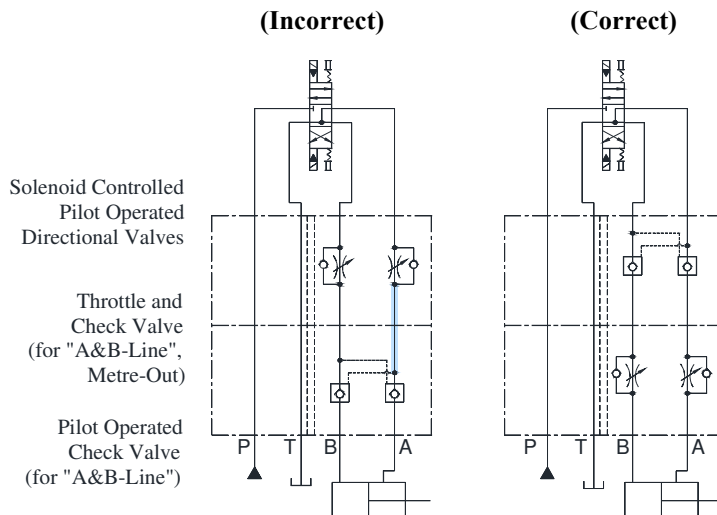 (Incorrect)
(Correct)
Solenoid Controlled
Pilot Operated
Directional Valves
Throttle and
Check Valve
(for "A&B-Line",
Metre-Out)
Pilot Operated
Check Valve
(for "A&B-Line")
P T B A
P T B A